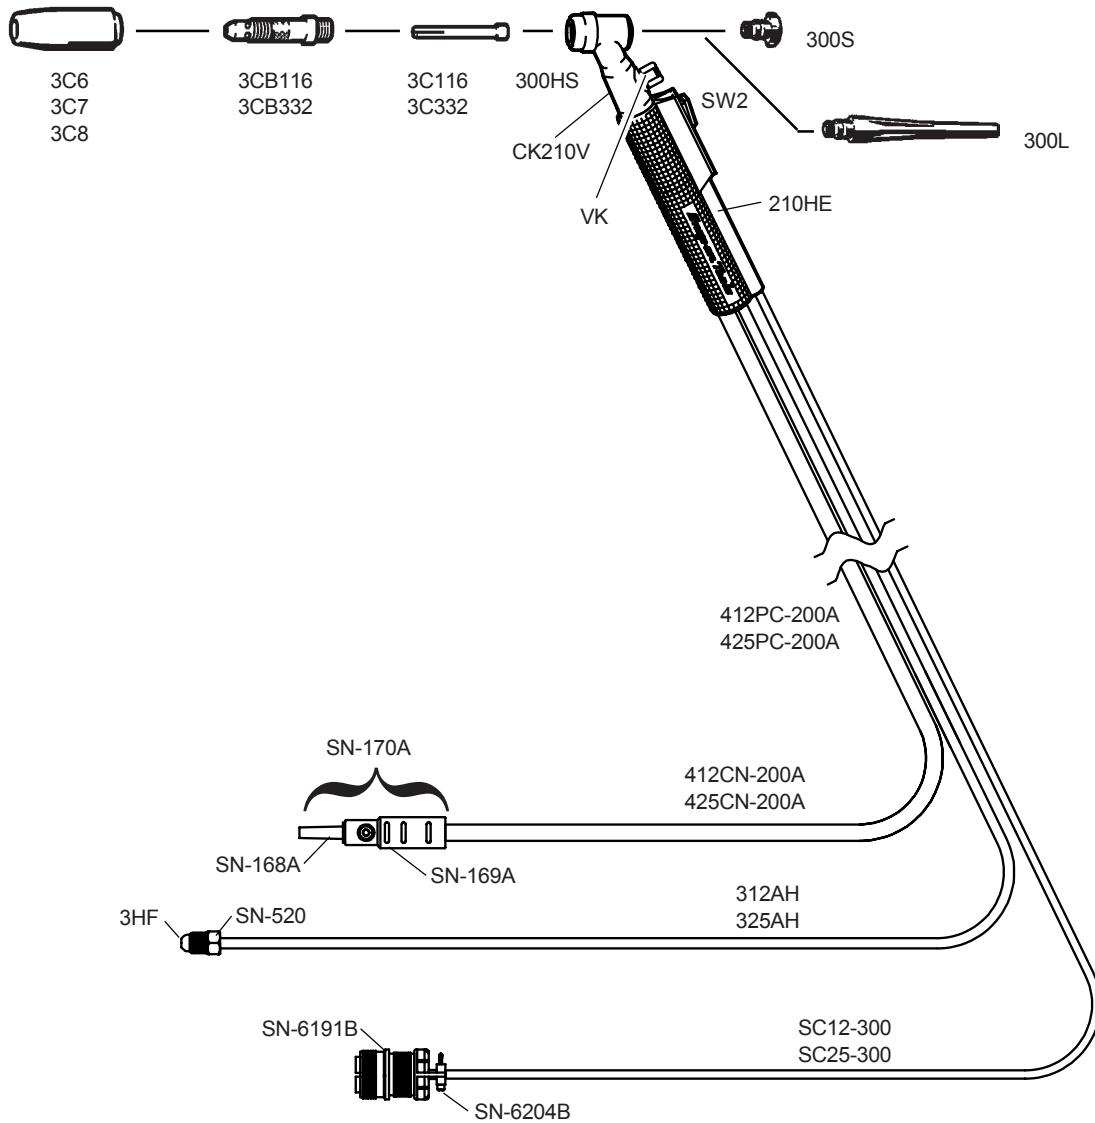 3C6
3C7
3C8
3CB116
3CB332
3C116
3C332
300HS
300S
SW2
CK210V
300L
VK
210HE
412PC-200A
425PC-200A
SN-170A
412CN-200A
425CN-200A
SN-168A
SN-169A
312AH
325AH
3HF
SN-520
SN-6191B
SC12-300
SC25-300
SN-6204B